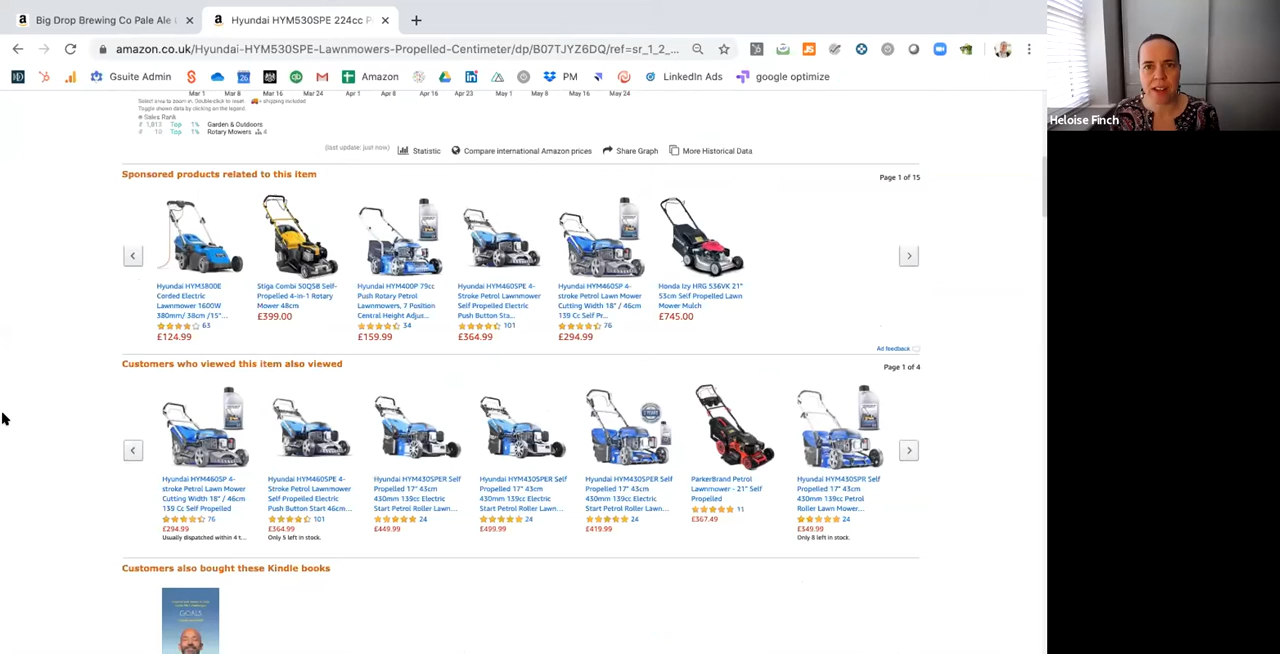 Big Drop Brewing Co Pale Ale
Hyundai HYM530SPE 224cc P
amazon.co.uk/Hyundai-HYM530SPE-Lawnmowers-Propelled-Centimeter/dp/B07TJYZ6DQ/ref=sr_1_2_...
Gsuite Admin
Amazon
PM
LinkedIn Ads
google optimize
Heloise Finch
Mar 1 Mar 8 Mar 16 Mar 24 Apr 1 Apr 8 Apr 16 Apr 23 May 1 May 8 May 16 May 24
Select area to zoom in. Double-click to reset.
= shipping included
Toggle shown data by clicking on the legend.
Sales Rank
# 1,813 Top 1% Garden & Outdoors
# 10 Top 1% Rotary Mowers 4
(last update: just now)
Statistic
Compare international Amazon prices
Share Graph
More Historical Data
Sponsored products related to this item
Page 1 of 15
Hyundai HYM3800E
Corded Electric
Lawnmower 1600W
380mm/ 38cm /15"...
63
£124.99
Stiga Combi 50QSB Self-
Propelled 4-in-1 Rotary
Mower 48cm
£399.00
Hyundai HYM400P 79cc
Push Rotary Petrol
Lawnmowers, 7 Position
Central Height Adjus...
34
£159.99
Hyundai HYM460SPE 4-
Stroke Petrol Lawnmower
Self Propelled Electric
Push Button Sta...
101
£364.99
Hyundai HYM460SP 4-
stroke Petrol Lawn Mower
Cutting Width 18" / 46cm
139 Cc Self Pr...
76
£294.99
Honda Izy HRG 536VK 21"
53cm Self Propelled Lawn
Mower Mulch
£745.00
Ad feedback
Customers who viewed this item also viewed
Page 1 of 4
Hyundai HYM460SP 4-
stroke Petrol Lawn Mower
Cutting Width 18" / 46cm
139 CC Self Propelled
76
£294.99
Usually dispatched within 4 t...
Hyundai HYM460SPE 4-
Stroke Petrol Lawnmower
Self Propelled Electric
Push Button Start 46cm...
101
£364.99
Only 5 left in stock.
Hyundai HYM430SPER Self
Propelled 17" 43cm
430mm 139cc Electric
Start Petrol Roller Lawn...
24
£449.99
Hyundai HYM430SPER Self
Propelled 17" 43cm
430mm 139cc Electric
Start Petrol Roller Lawn...
24
£499.99
Hyundai HYM430SPER Self
Propelled 17" 43cm
430mm 139cc Electric
Start Petrol Roller Lawn...
24
£419.99
ParkerBrand Petrol
Lawnmower - 21" Self
Propelled
11
£367.49
Hyundai HYM430SPR Self
Propelled 17" 43cm
430mm 139cc Petrol
Roller Lawn Mower...
24
£349.99
Only 8 left in stock.
Customers also bought these Kindle books
GOALS